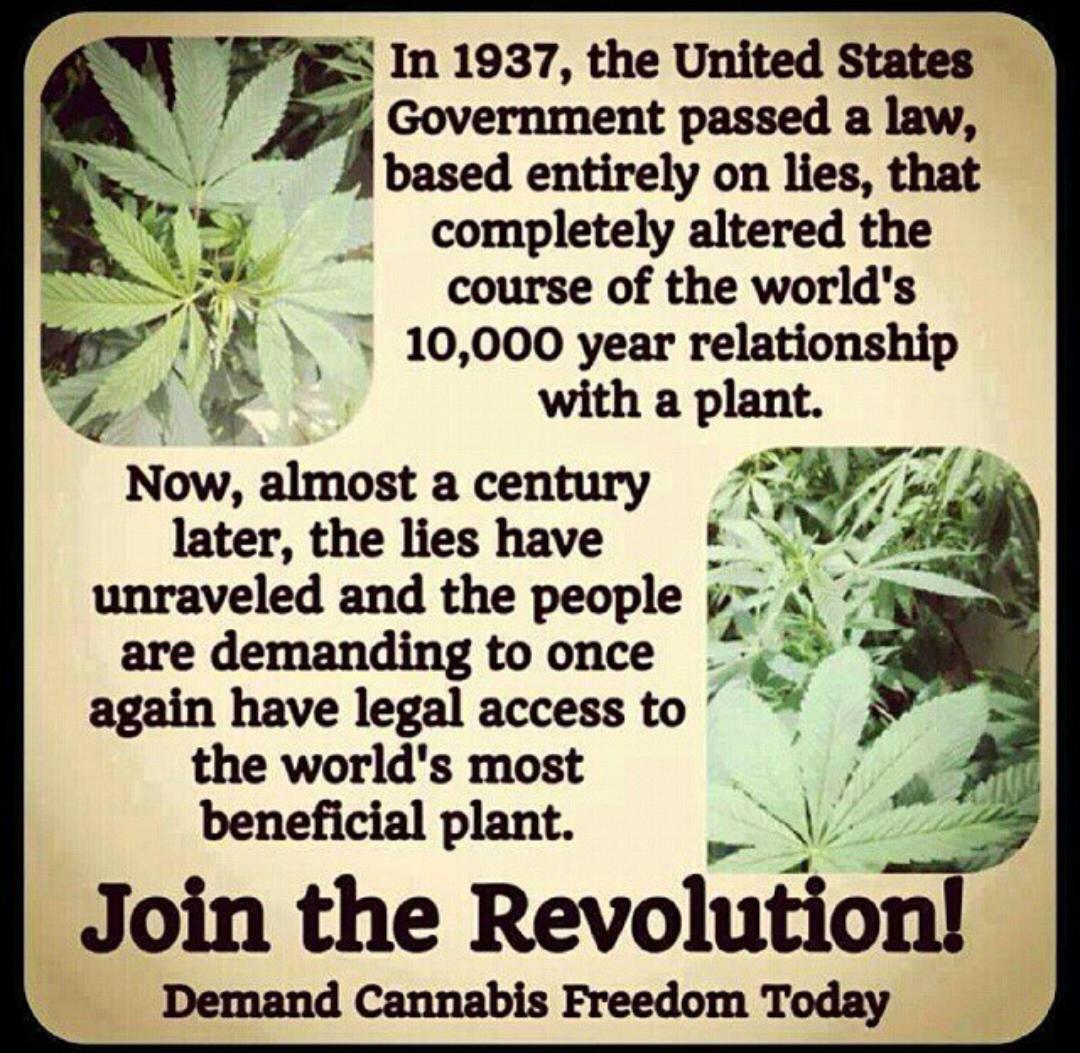 In 1937, the United States
Government passed a law,
based entirely on lies, that
completely altered the
course of the world's
10,000 year relationship
with a plant.
Now, almost a century
later, the lies have
unraveled and the people
are demanding to once
again have legal access to
the world's most
beneficial plant.
Join the Revolution!
Demand Cannabis Freedom Today